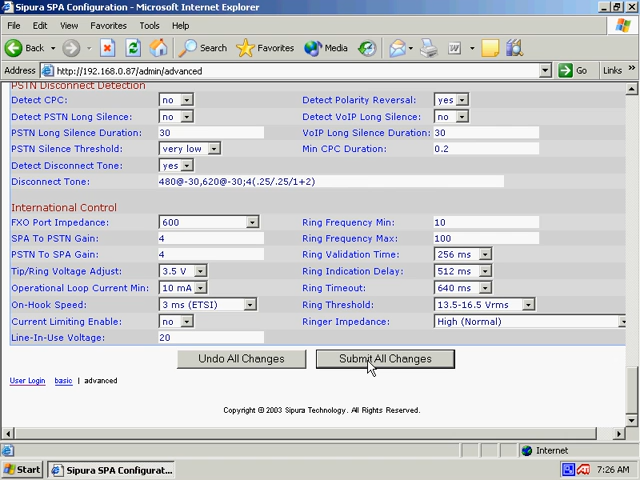 Sipura SPA Configuration - Microsoft Internet Explorer
File Edit View Favorites Tools Help
Back Search Favorites Media
Address http://192.168.0.87/admin/advanced Go Links »
PSTN Disconnect Detection
Detect CPC: no Detect Polarity Reversal: yes
Detect PSTN Long Silence: no Detect VoIP Long Silence: no
PSTN Long Silence Duration: 30 VoIP Long Silence Duration: 30
PSTN Silence Threshold: very low Min CPC Duration: 0.2
Detect Disconnect Tone: yes
Disconnect Tone: 480@-30,620@-30;4(.25/.25/1+2)
International Control
FXO Port Impedance: 600 Ring Frequency Min: 10
SPA To PSTN Gain: 4 Ring Frequency Max: 100
PSTN To SPA Gain: 4 Ring Validation Time: 256 ms
Tip/Ring Voltage Adjust: 3.5 V Ring Indication Delay: 512 ms
Operational Loop Current Min: 10 mA Ring Timeout: 640 ms
On-Hook Speed: 3 ms (ETSI) Ring Threshold: 13.5-16.5 Vrms
Current Limiting Enable: no Ringer Impedance: High (Normal)
Line-In-Use Voltage: 20
Undo All Changes Submit All Changes
User Login basic | advanced
Copyright © 2003 Sipura Technology. All Rights Reserved.
Internet
Start Sipura SPA Configurat... 7:26 AM